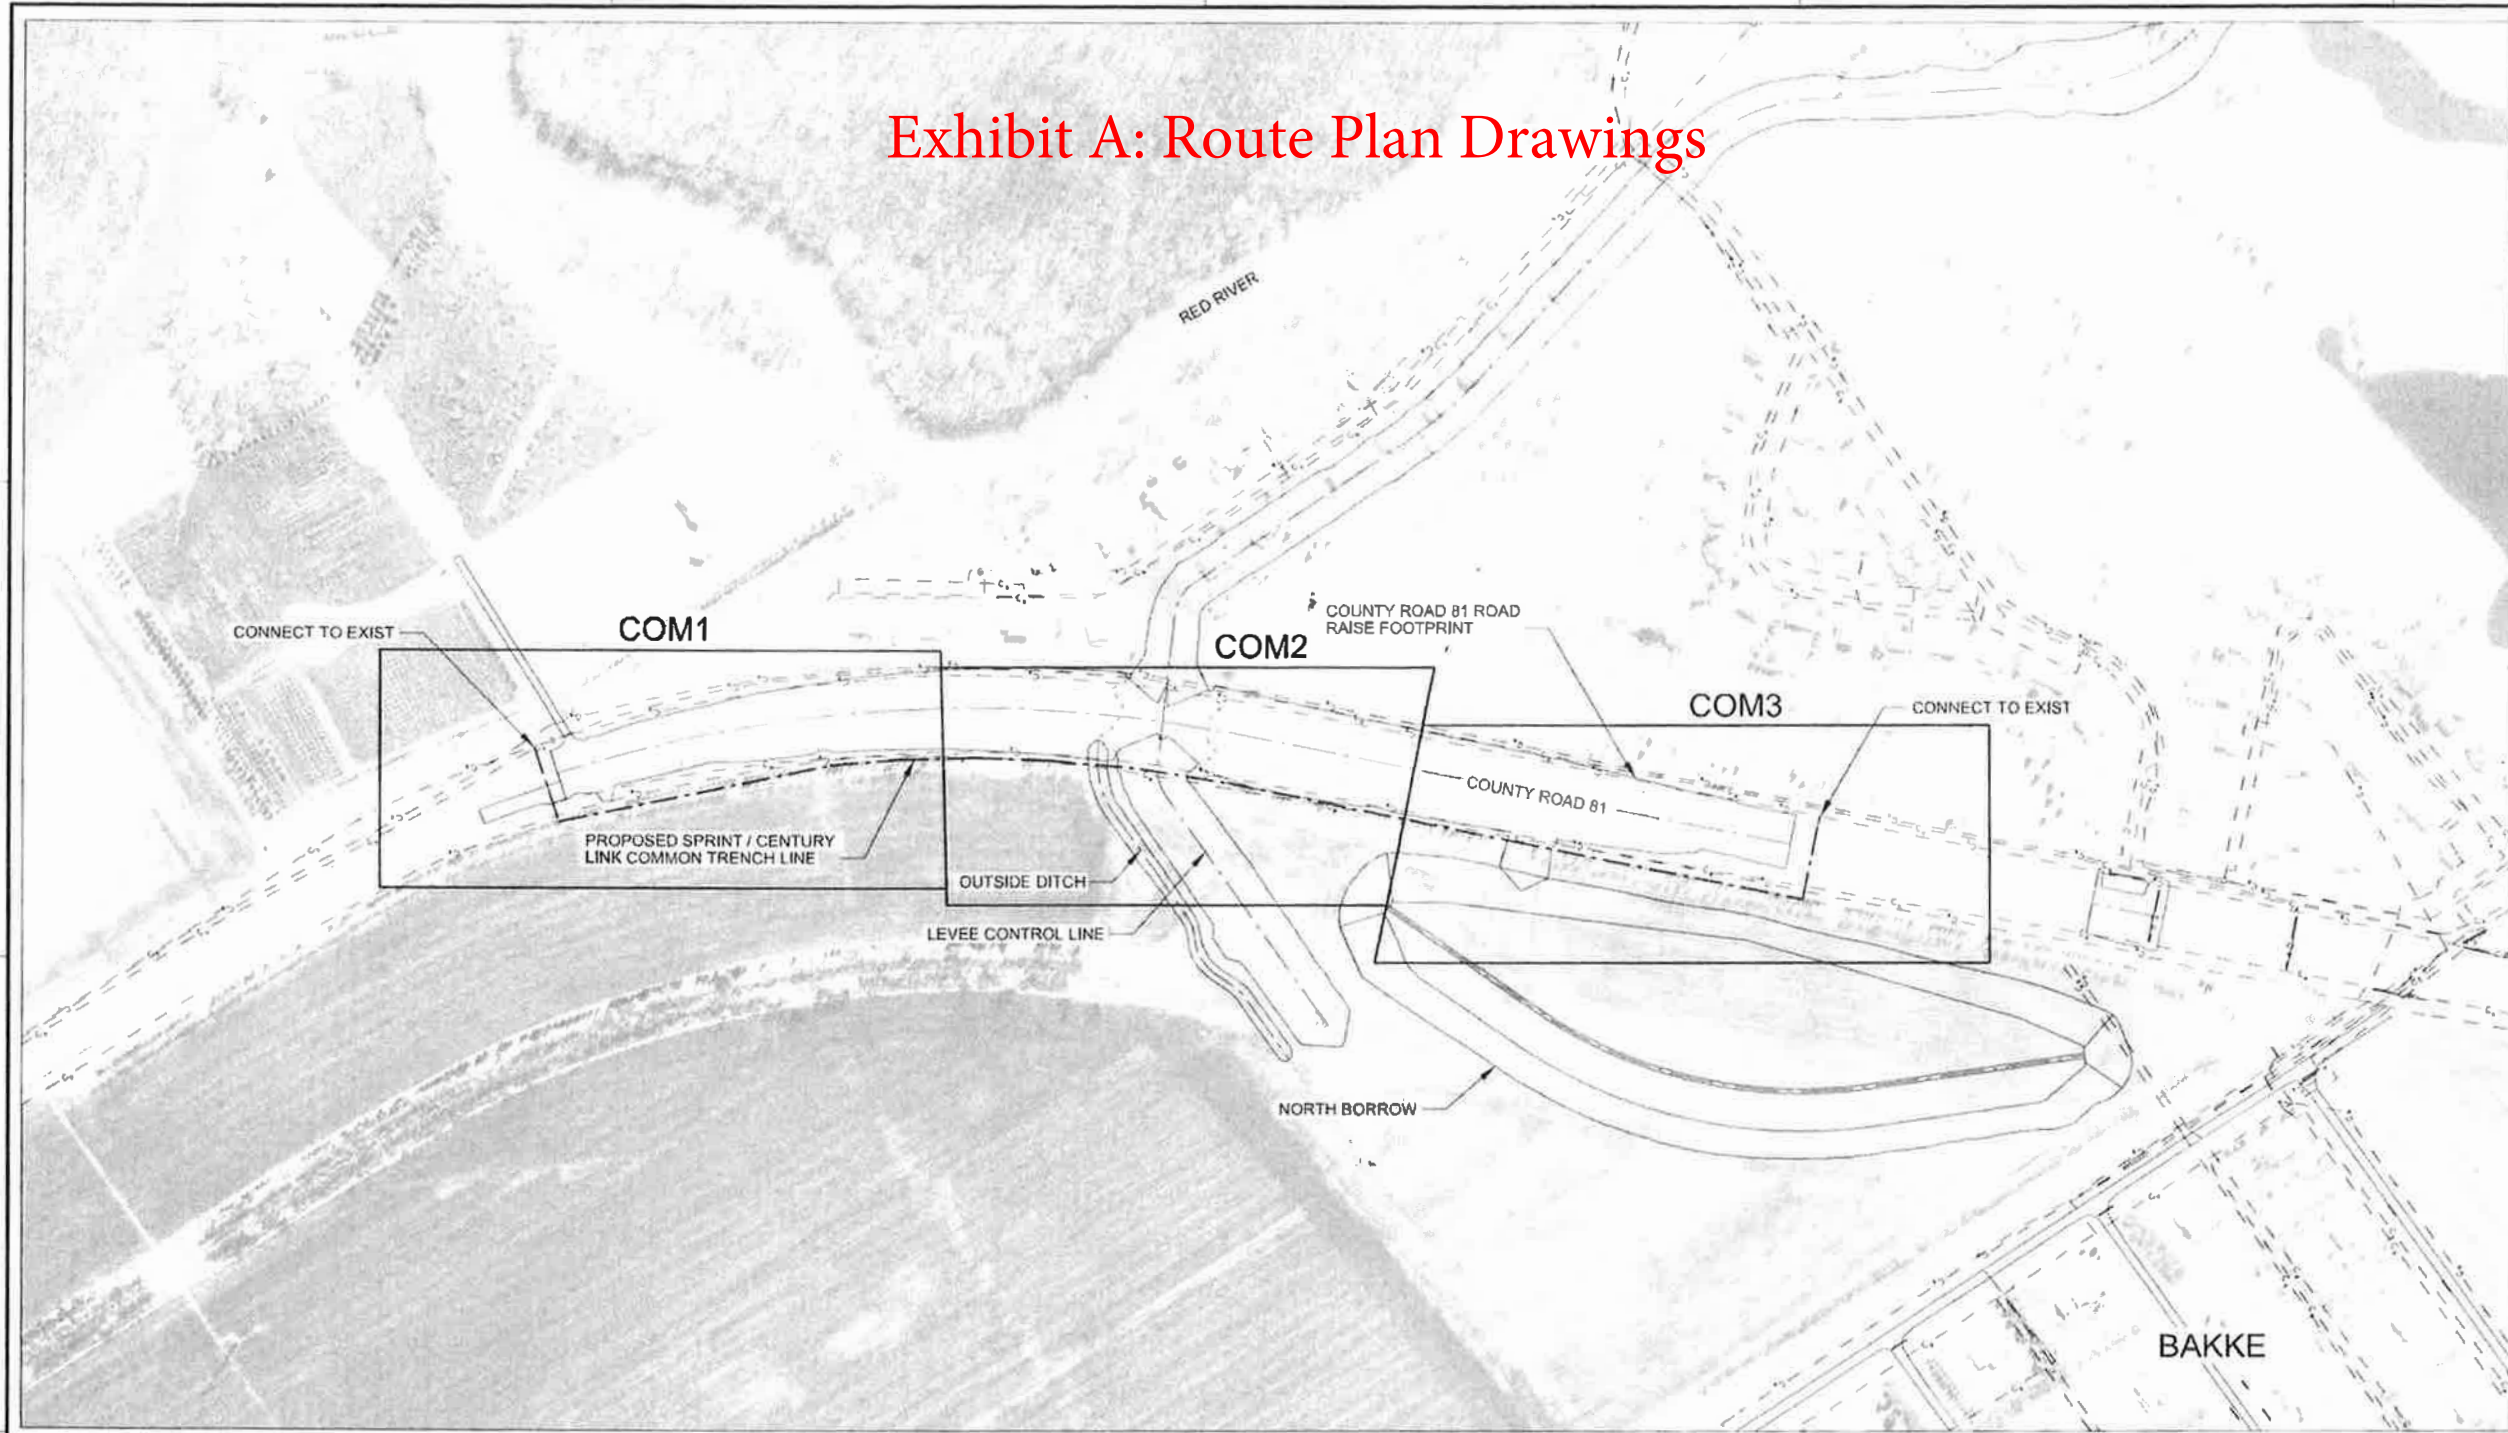 Exhibit A: Route Plan Drawings
RED RIVER
CONNECT TO EXIST
COM1
COM2
COUNTY ROAD 81 ROAD
RAISE FOOTPRINT
COM3
CONNECT TO EXIST
COUNTY ROAD 81
PROPOSED SPRINT / CENTURY
LINK COMMON TRENCH LINE
OUTSIDE DITCH
LEVEE CONTROL LINE
NORTH BORROW
BAKKE